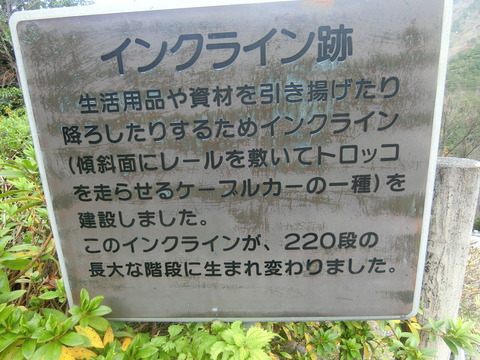 インクライン跡
生活用品や資材を引き揚げたり
降ろしたりするためインクライン
(傾斜面にレールを敷いてトロッコ
を走らせるケーブルカーの一種)を
建設しました。
このインクラインが、220段の
長大な階段に生まれ変わりました。